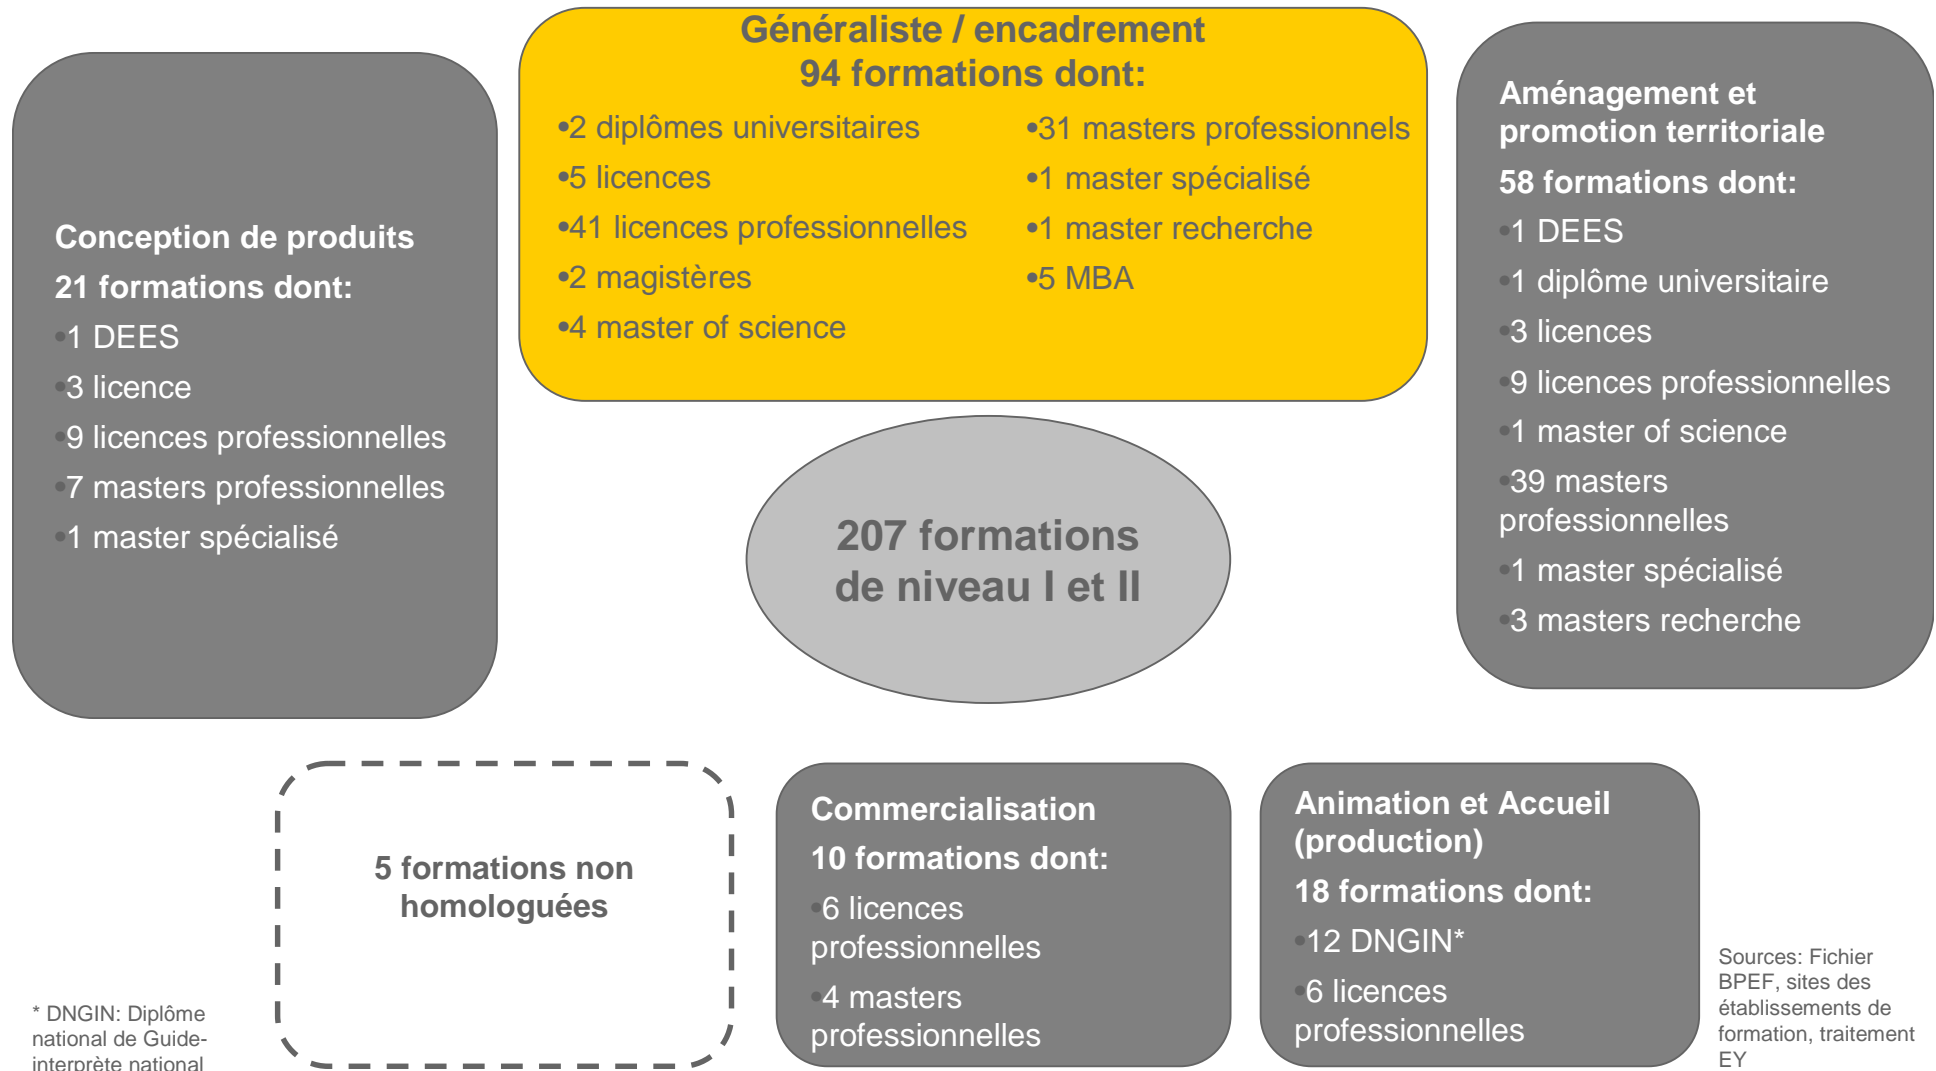 Généraliste / encadrement
94 formations dont:
•2 diplômes universitaires
•5 licences
•41 licences professionnelles
•2 magistères
•4 master of science
•31 masters professionnels
•1 master spécialisé
•1 master recherche
•5 MBA
Conception de produits
21 formations dont:
•1 DEES
•3 licence
•9 licences professionnelles
•7 masters professionnelles
•1 master spécialisé
Aménagement et
promotion territoriale
58 formations dont:
•1 DEES
•1 diplôme universitaire
•3 licences
•9 licences professionnelles
•1 master of science
•39 masters
professionnelles
•1 master spécialisé
•3 masters recherche
207 formations
de niveau I et II
5 formations non
homologuées
Commercialisation
10 formations dont:
•6 licences
professionnelles
•4 masters
professionnelles
Animation et Accueil
(production)
18 formations dont:
•12 DNGIN*
•6 licences
professionnelles
* DNGIN: Diplôme
national de Guide-
interprète national
Sources: Fichier
BPEF, sites des
établissements de
formation, traitement
EY